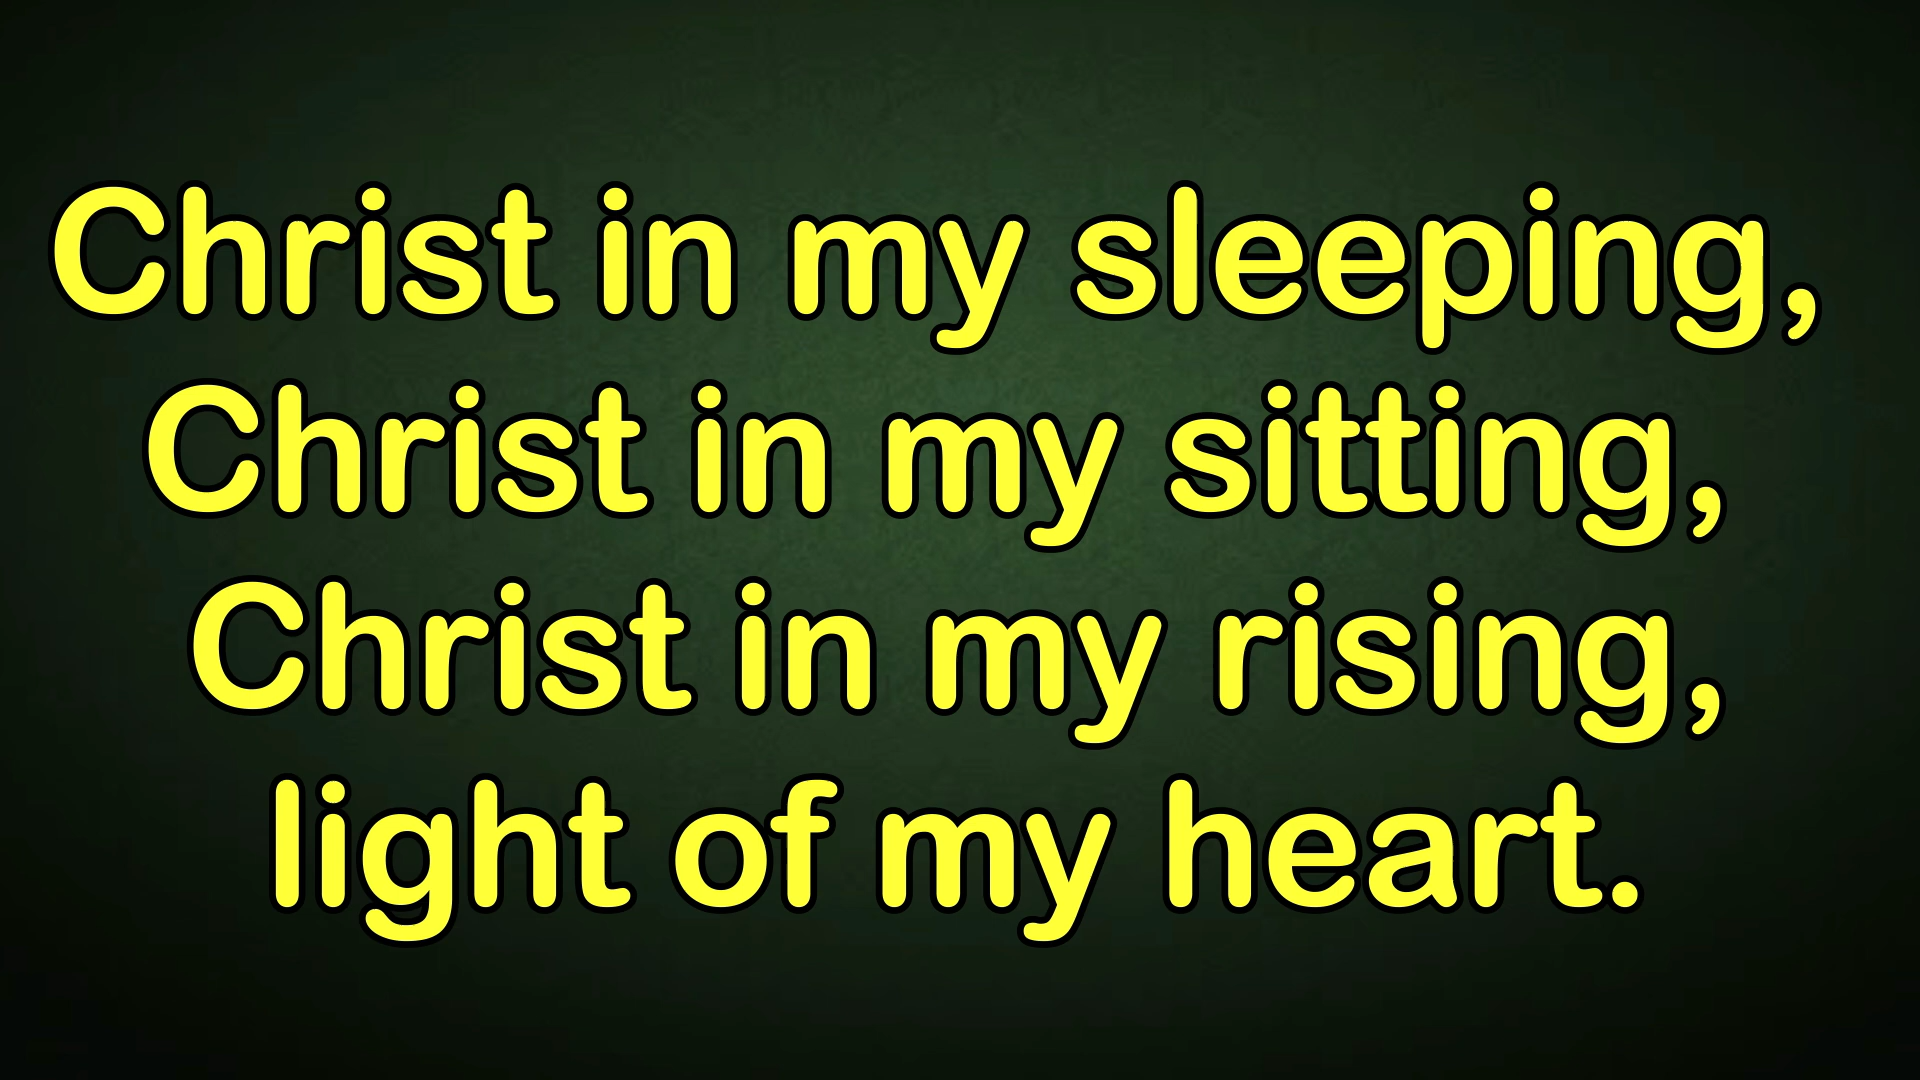 Christ in my sleeping,
Christ in my sitting,
Christ in my rising,
light of my heart.